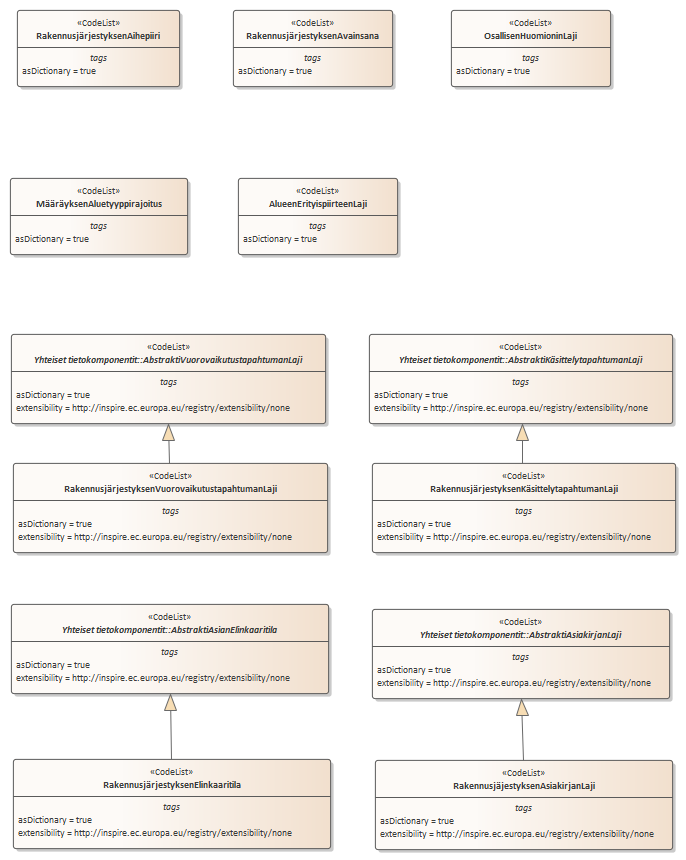 «CodeList»
RakennusjärjestyksenAihepiiri
tags
asDictionary = true
«CodeList»
RakennusjärjestyksenAvainsana
tags
asDictionary = true
«CodeList»
OsallisenHuomioninLaji
tags
asDictionary = true
«CodeList»
MääräyksenAluetyyppirajoitus
tags
asDictionary = true
«CodeList»
AlueenErityispiirteenLaji
tags
asDictionary = true
«CodeList»
Yhteiset tietokomponentit::AbstraktiVuorovaikutustapahtumanLaji
tags
asDictionary = true
extensibility = http://inspire.ec.europa.eu/registry/extensibility/none
«CodeList»
Yhteiset tietokomponentit::AbstraktiKäsittelytapahtumanLaji
tags
asDictionary = true
extensibility = http://inspire.ec.europa.eu/registry/extensibility/none
«CodeList»
RakennusjärjestyksenVuorovaikutustapahtumanLaji
tags
asDictionary = true
extensibility = http://inspire.ec.europa.eu/registry/extensibility/none
«CodeList»
RakennusjärjestyksenKäsittelytapahtumanLaji
tags
asDictionary = true
extensibility = http://inspire.ec.europa.eu/registry/extensibility/none
«CodeList»
Yhteiset tietokomponentit::AbstraktiAsianElinkaaritila
tags
asDictionary = true
extensibility = http://inspire.ec.europa.eu/registry/extensibility/none
«CodeList»
Yhteiset tietokomponentit::AbstraktiAsiakirjanLaji
tags
asDictionary = true
extensibility = http://inspire.ec.europa.eu/registry/extensibility/none
«CodeList»
RakennusjärjestyksenElinkaaritila
tags
asDictionary = true
extensibility = http://inspire.ec.europa.eu/registry/extensibility/none
«CodeList»
RakennusjäjestyksenAsiakirjanLaji
tags
asDictionary = true
extensibility = http://inspire.ec.europa.eu/registry/extensibility/none